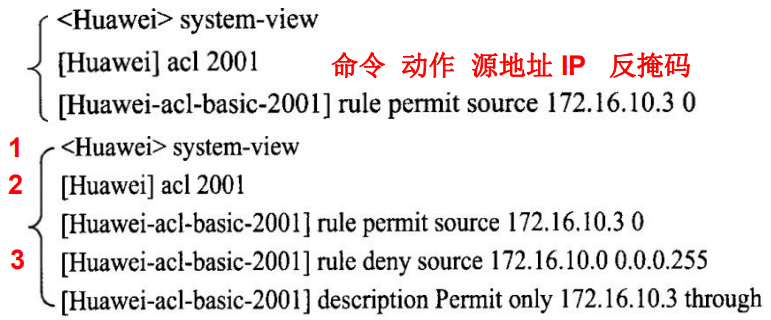 <Huawei> system-view
[Huawei] acl 2001
命令 动作 源地址 IP 反掩码
[Huawei-acl-basic-2001] rule permit source 172.16.10.3 0
1 <Huawei> system-view
2 [Huawei] acl 2001
[Huawei-acl-basic-2001] rule permit source 172.16.10.3 0
3 [Huawei-acl-basic-2001] rule deny source 172.16.10.0 0.0.0.255
[Huawei-acl-basic-2001] description Permit only 172.16.10.3 through